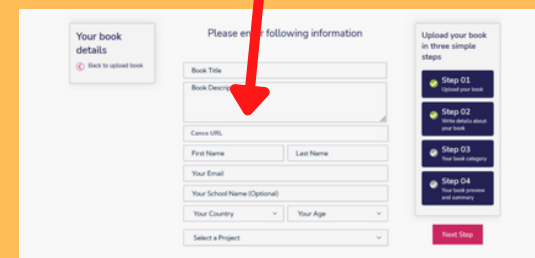 Your book
details
Back to upload book
Please enter following information
Book Title
Book Descrip
Canva URL
First Name
Last Name
Your Email
Your School Name (Optional)
Your Country
Your Age
Select a Project
Upload your book
in three simple
steps
Step 01
Upload your book
Step 02
Write details about
your book
Step 03
Your book category
Step 04
Your book preview
and summary
Next Step